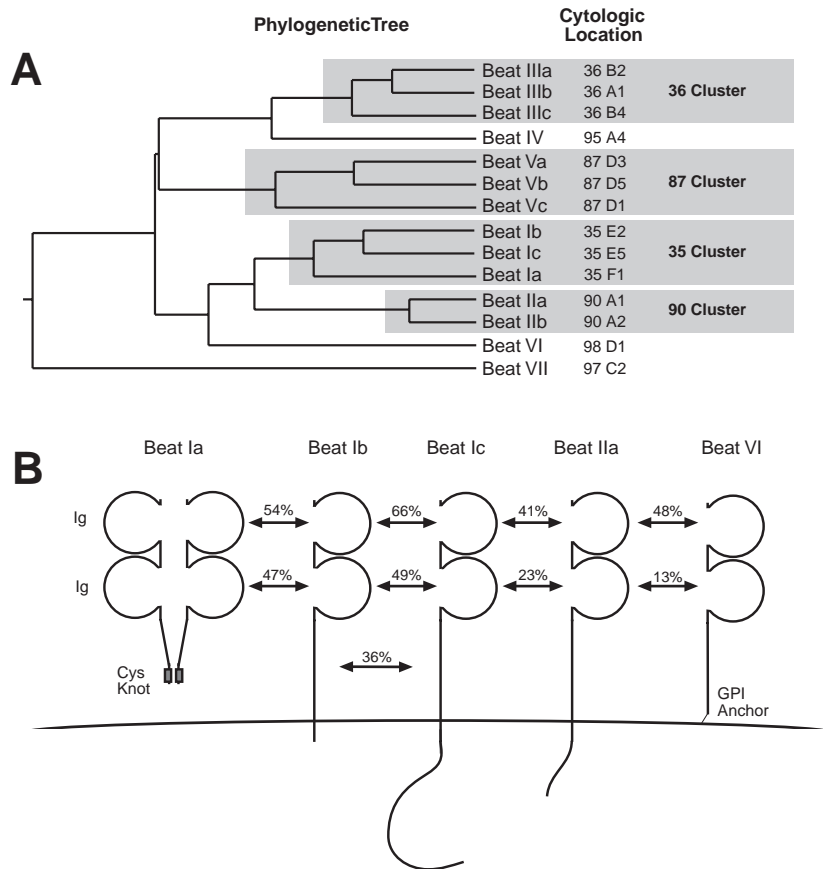 PhylogeneticTree
Cytologic
Location
A
Beat IIIa 36 B2
Beat IIIb 36 A1 36 Cluster
Beat IIIc 36 B4
Beat IV 95 A4
Beat Va 87 D3
Beat Vb 87 D5 87 Cluster
Beat Vc 87 D1
Beat Ib 35 E2
Beat Ic 35 E5 35 Cluster
Beat Ia 35 F1
Beat IIa 90 A1
90 Cluster
Beat IIb 90 A2
Beat VI 98 D1
Beat VII 97 C2
B
Beat Ia Beat Ib Beat Ic Beat IIa Beat VI
Ig 54% 66% 41% 48%
Ig 47% 49% 23% 13%
36%
Cys
Knot
GPI
Anchor